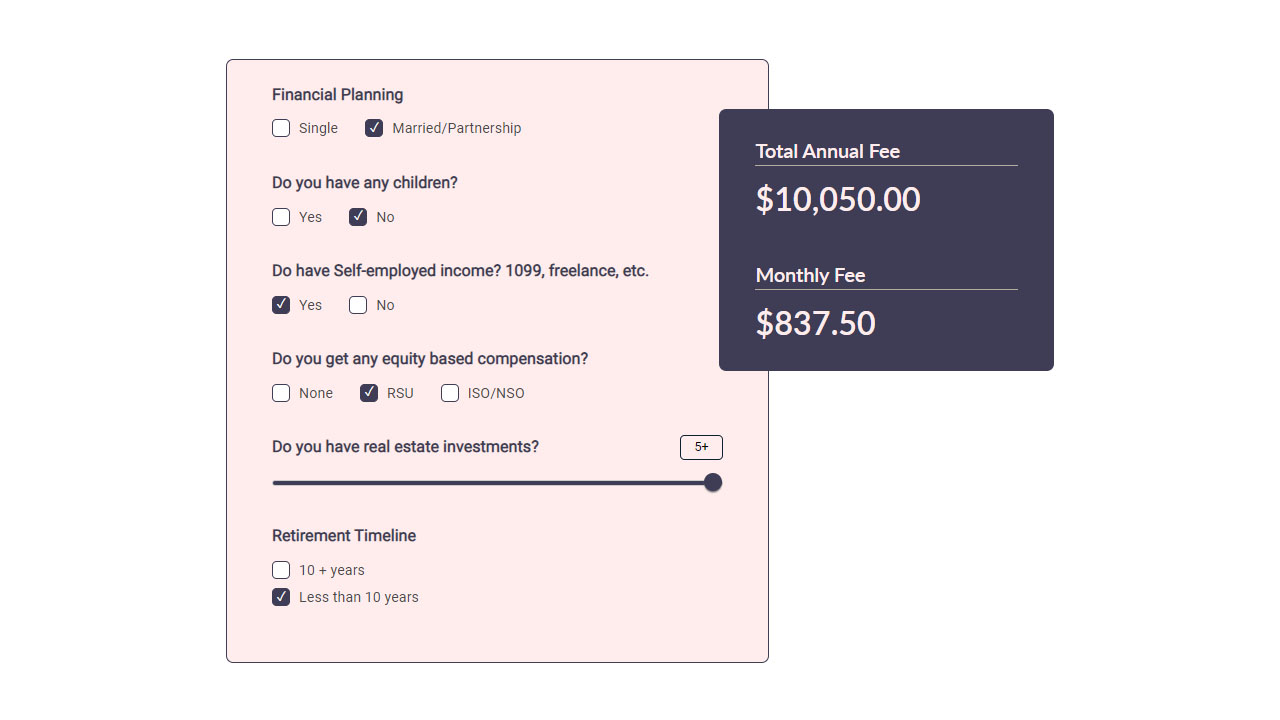 Financial Planning
Single Married/Partnership
Do you have any children?
Yes No
Do have Self-employed income? 1099, freelance, etc.
Yes No
Do you get any equity based compensation?
None RSU ISO/NSO
Do you have real estate investments? 5+
Retirement Timeline
10 + years
Less than 10 years
Total Annual Fee
$10,050.00
Monthly Fee
$837.50